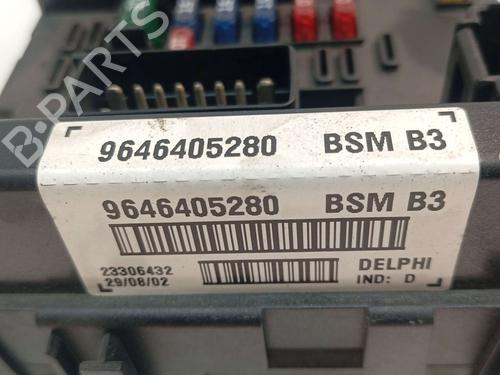 9646405280 BSM B3
9646405280 BSM B3
23306432
29/08/02
DELPHI
IND: D
B-PARTS